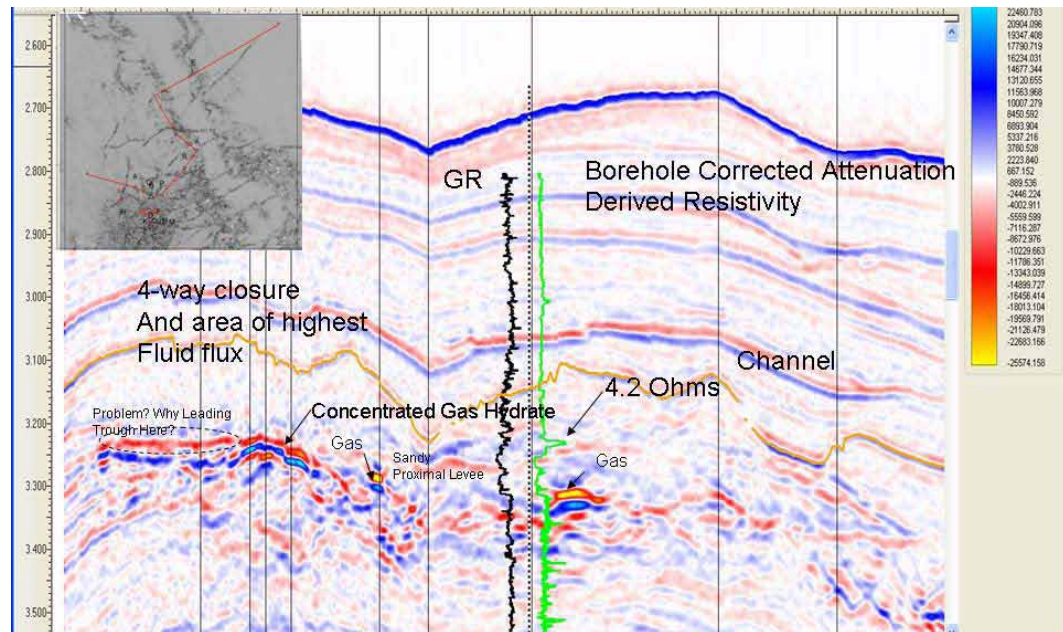 2.600
2.700
2.800
2.900
3.000
3.100
3.200
3.300
3.400
3.500
GR
Borehole Corrected Attenuation
Derived Resistivity
4-way closure
And area of highest
Fluid flux
Channel
4.2 Ohms
Problem? Why Leading
Trough Here?
Concentrated Gas Hydrate
Gas
Sandy
Proximal Levee
Gas
22460.783
20904.096
19347.408
17790.719
16234.031
14677.344
13120.655
11563.968
10007.279
8450.592
6893.904
5337.216
3780.528
2223.840
667.152
-889.536
-2446.224
-4002.911
-5559.599
-7116.287
-8672.976
-10229.663
-11786.351
-13343.039
-14899.727
-16456.414
-18013.104
-19569.791
-21126.479
-22683.166
-25574.158